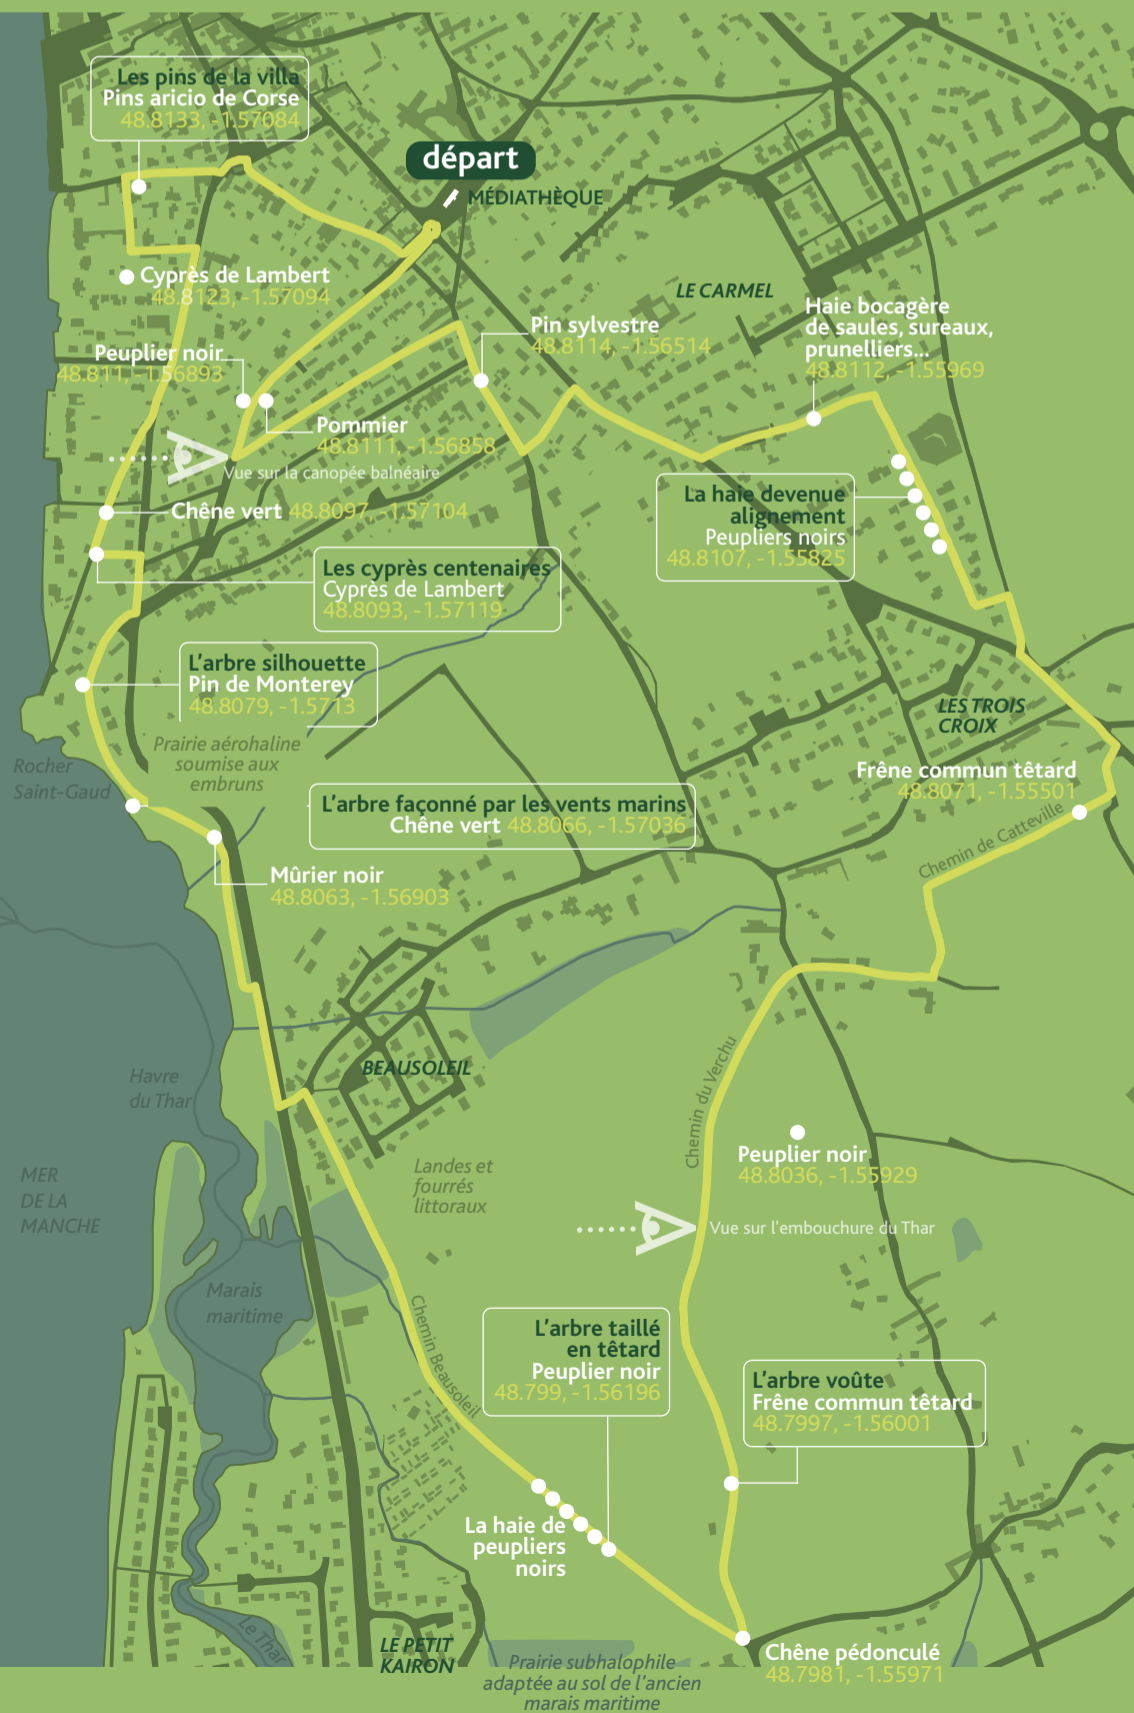 Les pins de la villa
Pins aricio de Corse
48.8133, -1.57084
départ
MÉDIATHÈQUE
Cyprès de Lambert
48.8123, -1.57094
LE CARMEL
Haie bocagère
de saules, sureaux,
prunelliers...
48.8112, -1.55969
Pin sylvestre
48.8114, -1.56514
Peuplier noir
48.811, -1.56893
Pommier
48.8111, -1.56858
Vue sur la canopée balnéaire
Chêne vert 48.8097, -1.57104
La haie devenue
alignement
Peupliers noirs
48.8107, -1.55825
Les cyprès centenaires
Cyprès de Lambert
48.8093, -1.57119
L'arbre silhouette
Pin de Monterey
48.8079, -1.5713
LES TROIS
CROIX
Prairie aérohaline
soumise aux
embruns
Rocher
Saint-Gaud
Frêne commun têtard
48.8071, -1.55501
Chemin de Catteville
L'arbre façonné par les vents marins
Chêne vert 48.8066, -1.57036
Mûrier noir
48.8063, -1.56903
BEAUSOLEIL
Havre
du Thar
Chemin du Verchu
Peuplier noir
48.8036, -1.55929
MER
DE LA
MANCHE
Landes et
fourrés
littoraux
Vue sur l'embouchure du Thar
Marais
maritime
Chemin Beausoleil
L'arbre taillé
en têtard
Peuplier noir
48.799, -1.56196
L'arbre voûte
Frêne commun têtard
48.7997, -1.56001
La haie de
peupliers
noirs
Le Thar
LE PETIT
KAIRON
Chêne pédonculé
48.7981, -1.55971
Prairie subhalophile
adaptée au sol de l'ancien
marais maritime